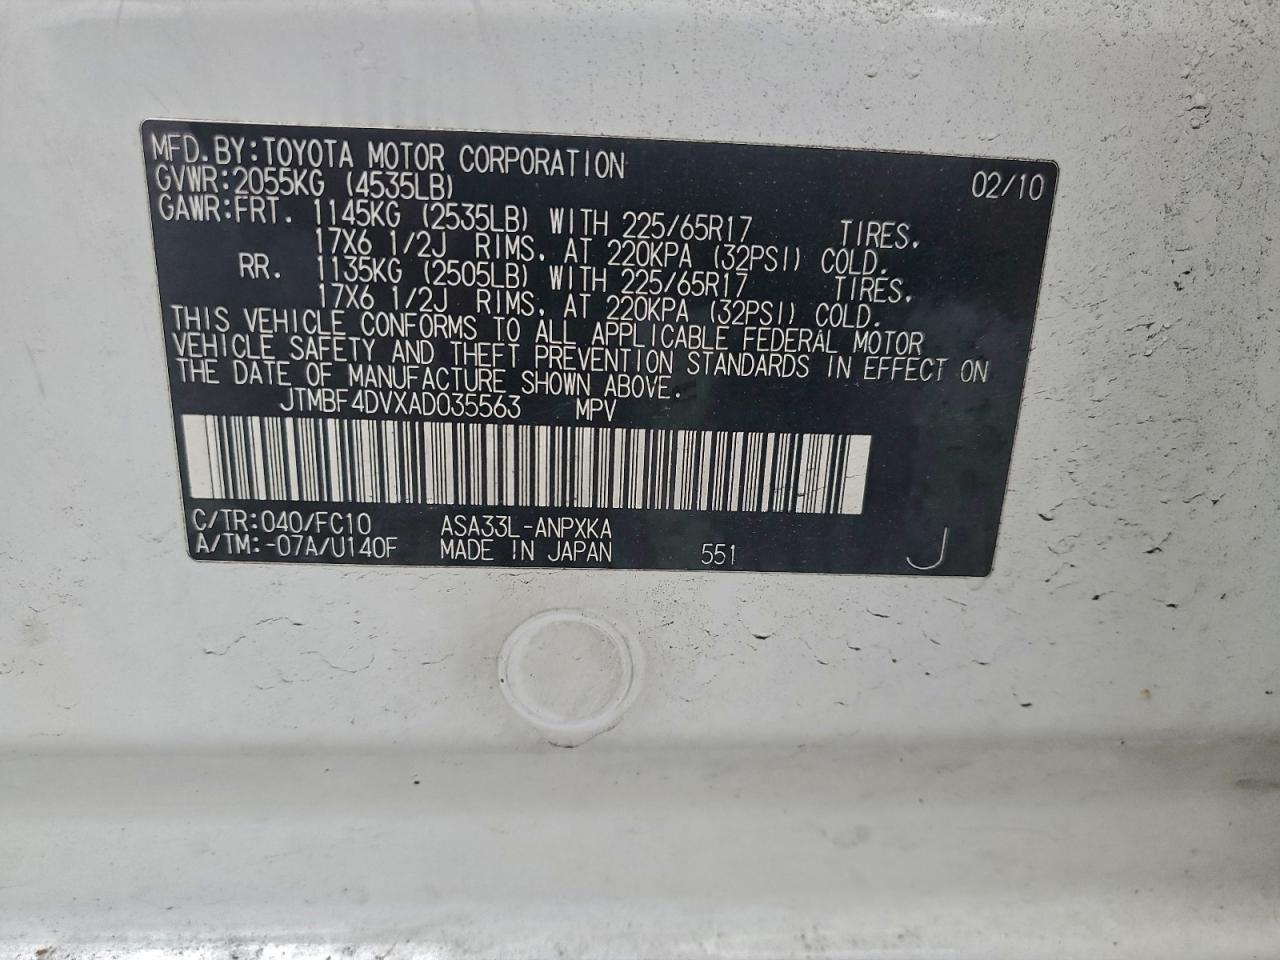 MFD.BY:TOYOTA MOTOR CORPORATION 02/10
GVWR:2055KG (4535LB)
GAWR:FRT. 1145KG (2535LB) WITH 225/65R17 TIRES.
17X6 1/2J RIMS, AT 220KPA (32PSI) COLD.
RR. 1135KG (2505LB) WITH 225/65R17 TIRES,
17X6 1/2J RIMS, AT 220KPA (32PSI) COLD.
THIS VEHICLE CONFORMS TO ALL APPLICABLE FEDERAL MOTOR
VEHICLE SAFETY AND THEFT PREVENTION STANDARDS IN EFFECT ON
THE DATE OF MANUFACTURE SHOWN ABOVE.
JTMBF4DVXAD035563 MPV
C/TR:040/FC10 ASA33L-ANPXKA
A/TM:-07A/U140F MADE IN JAPAN 551 J